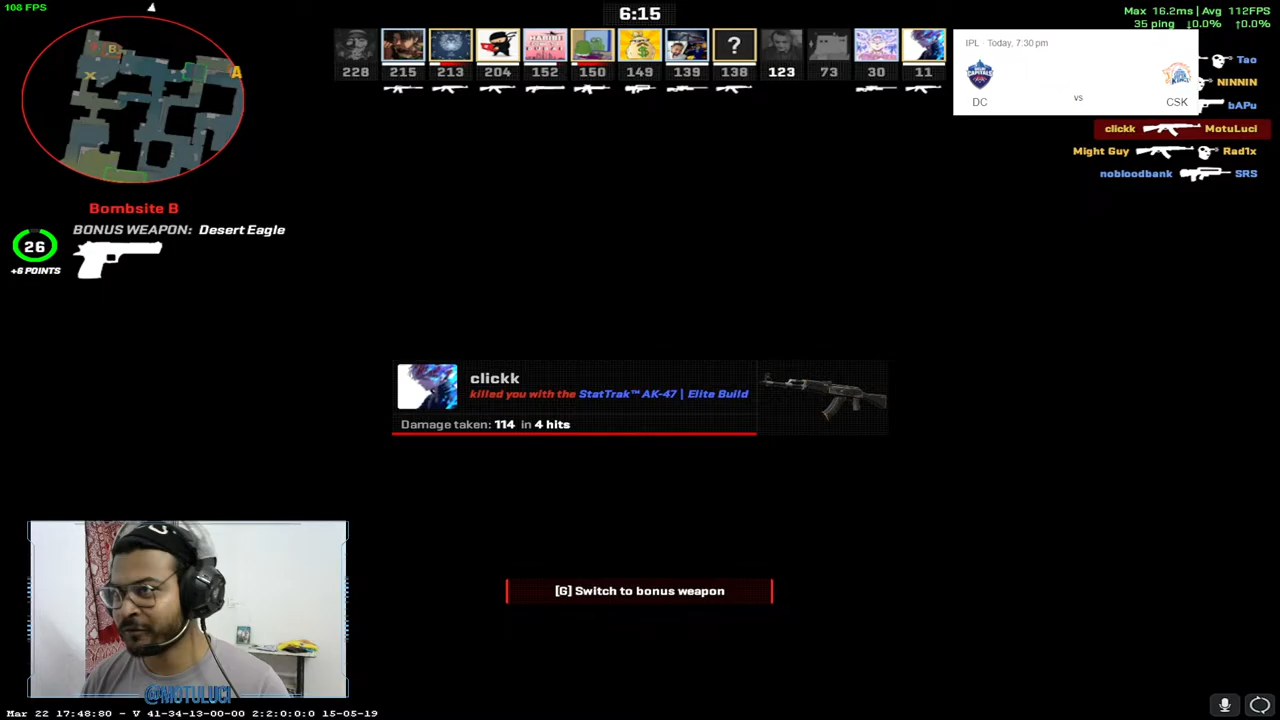 108 FPS
6:15
Max 16.2ms | Avg 112FPS
35 ping ↓0.0% ↑0.0%
228 215 213 204 152 150 149 139 138 123 73 30 11
?
B
A
IPL · Today, 7:30 pm
DC vs CSK
Tao
NINNIN
bAPu
clickk MotuLuci
Might Guy Rad1x
nobloodbank SRS
Bombsite B
BONUS WEAPON: Desert Eagle
26
+6 POINTS
clickk
killed you with the StatTrak™ AK-47 | Elite Build
Damage taken: 114 in 4 hits
[G] Switch to bonus weapon
@MOTULUCI
Mar 22 17:48:80 - V 41-34-13-00-00 2:2:0:0:0 15-05-19